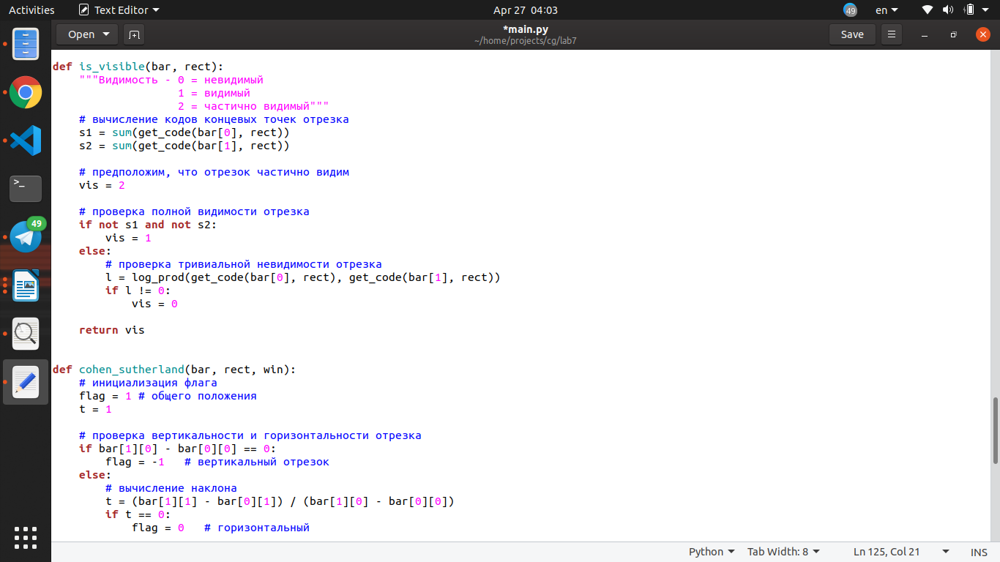 Activities Text Editor Apr 27 04:03 49 en
Open *main.py Save
~/home/projects/cg/lab7
def is_visible(bar, rect):
    """Видимость - 0 = невидимый
                   1 = видимый
                   2 = частично видимый"""
    # вычисление кодов концевых точек отрезка
    s1 = sum(get_code(bar[0], rect))
    s2 = sum(get_code(bar[1], rect))
    # предположим, что отрезок частично видим
    vis = 2
    # проверка полной видимости отрезка
    if not s1 and not s2:
        vis = 1
    else:
        # проверка тривиальной невидимости отрезка
        l = log_prod(get_code(bar[0], rect), get_code(bar[1], rect))
        if l != 0:
            vis = 0
    return vis
def cohen_sutherland(bar, rect, win):
    # инициализация флага
    flag = 1 # общего положения
    t = 1
    # проверка вертикальности и горизонтальности отрезка
    if bar[1][0] - bar[0][0] == 0:
        flag = -1   # вертикальный отрезок
    else:
        # вычисление наклона
        t = (bar[1][1] - bar[0][1]) / (bar[1][0] - bar[0][0])
        if t == 0:
            flag = 0   # горизонтальный
49
>_
Python Tab Width: 8 Ln 125, Col 21 INS